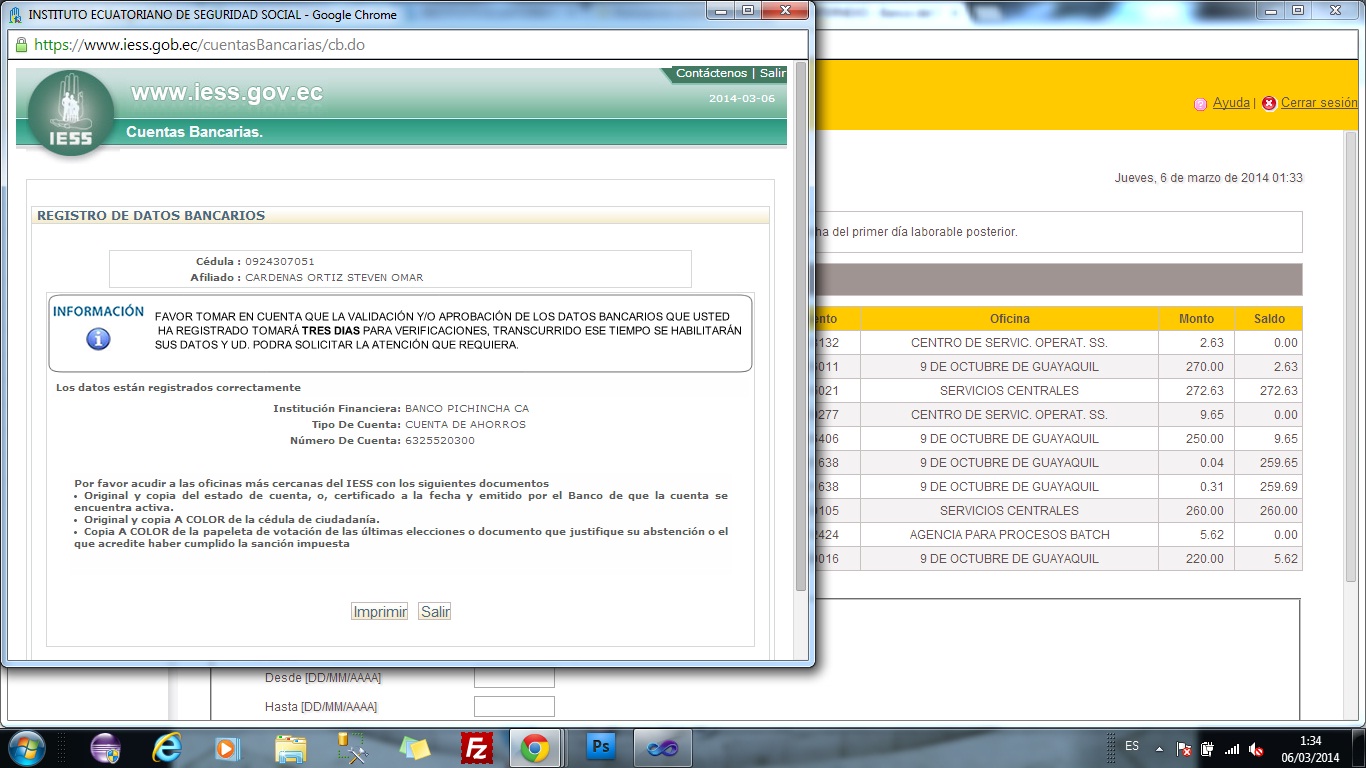 INSTITUTO ECUATORIANO DE SEGURIDAD SOCIAL - Google Chrome
https://www.iess.gob.ec/cuentasBancarias/cb.do
Contáctenos | Salir
www.iess.gov.ec
2014-03-06
IESS
Cuentas Bancarias.
REGISTRO DE DATOS BANCARIOS
Cédula : 0924307051
Afiliado : CARDENAS ORTIZ STEVEN OMAR
INFORMACIÓN
FAVOR TOMAR EN CUENTA QUE LA VALIDACIÓN Y/O APROBACIÓN DE LOS DATOS BANCARIOS QUE USTED
HA REGISTRADO TOMARÁ TRES DIAS PARA VERIFICACIONES, TRANSCURRIDO ESE TIEMPO SE HABILITARÁN
SUS DATOS Y UD. PODRA SOLICITAR LA ATENCIÓN QUE REQUIERA.
Los datos están registrados correctamente
Institución Financiera: BANCO PICHINCHA CA
Tipo De Cuenta: CUENTA DE AHORROS
Número De Cuenta: 6325520300
Por favor acudir a las oficinas más cercanas del IESS con los siguientes documentos
• Original y copia del estado de cuenta, o, certificado a la fecha y emitido por el Banco de que la cuenta se
encuentra activa.
• Original y copia A COLOR de la cédula de ciudadanía.
• Copia A COLOR de la papeleta de votación de las últimas elecciones o documento que justifique su abstención o el
que acredite haber cumplido la sanción impuesta
Imprimir Salir
Ayuda | Cerrar sesión
Jueves, 6 de marzo de 2014 01:33
ha del primer día laborable posterior.
ento Oficina Monto Saldo
132 CENTRO DE SERVIC. OPERAT. SS. 2.63 0.00
011 9 DE OCTUBRE DE GUAYAQUIL 270.00 2.63
021 SERVICIOS CENTRALES 272.63 272.63
277 CENTRO DE SERVIC. OPERAT. SS. 9.65 0.00
406 9 DE OCTUBRE DE GUAYAQUIL 250.00 9.65
638 9 DE OCTUBRE DE GUAYAQUIL 0.04 259.65
638 9 DE OCTUBRE DE GUAYAQUIL 0.31 259.69
105 SERVICIOS CENTRALES 260.00 260.00
424 AGENCIA PARA PROCESOS BATCH 5.62 0.00
016 9 DE OCTUBRE DE GUAYAQUIL 220.00 5.62
Desde [DD/MM/AAAA]
Hasta [DD/MM/AAAA]
Fz
Ps
ES
1:34
06/03/2014